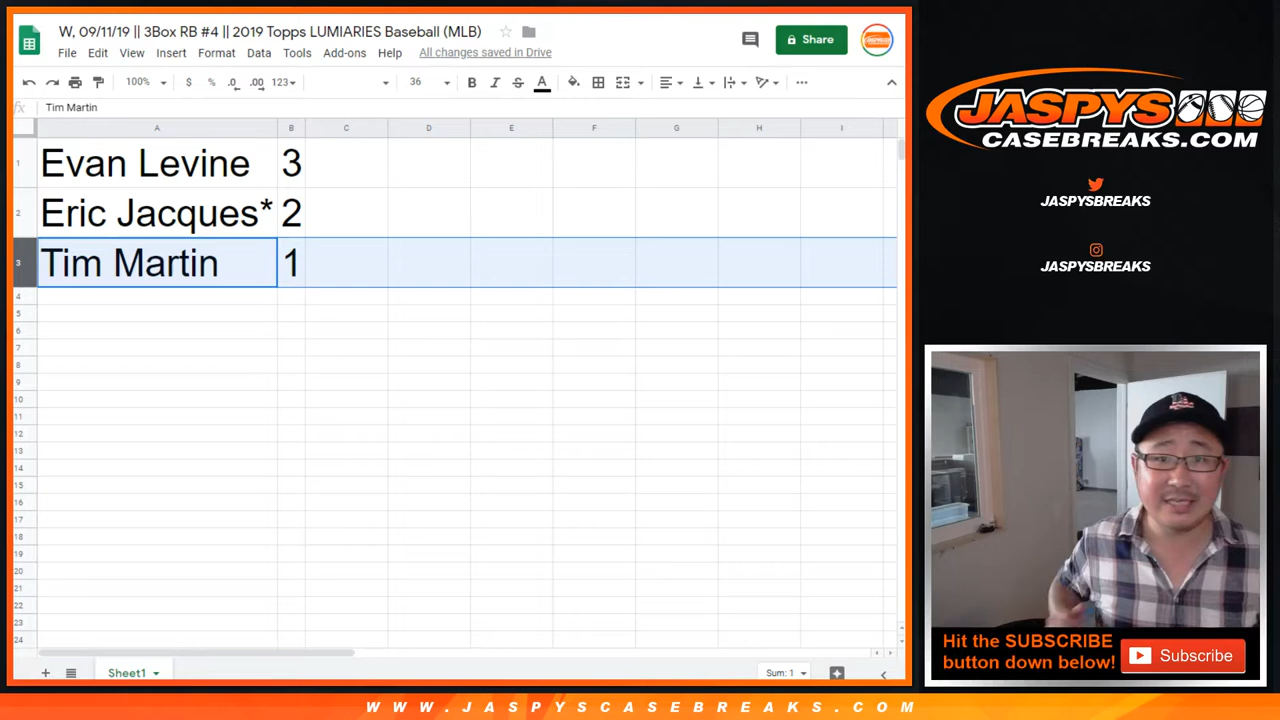 W, 09/11/19 || 3Box RB #4 || 2019 Topps LUMIARIES Baseball (MLB)
File Edit View Insert Format Data Tools Add-ons Help All changes saved in Drive
Share
100% $ % .0 .00 123 36 B I S A
fx Tim Martin
A B C D E F G H I
1 Evan Levine 3
2 Eric Jacques* 2
3 Tim Martin 1
4
5
6
7
8
9
10
11
12
13
14
15
16
17
18
19
20
21
22
23
24
Sheet1
Sum: 1
JASPYS
CASEBREAKS.COM
JASPYSBREAKS
JASPYSBREAKS
Hit the SUBSCRIBE
button down below!
Subscribe
WWW.JASPYSCASEBREAKS.COM